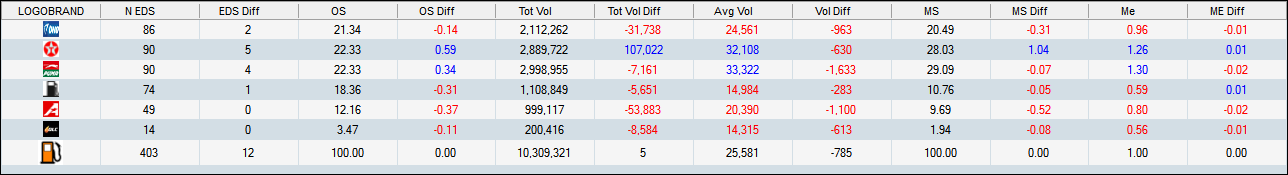 LOGOBRAND N EDS EDS Diff OS OS Diff Tot Vol Tot Vol Diff Avg Vol Vol Diff MS MS Diff Me ME Diff
86 2 21.34 -0.14 2,112,262 -31,738 24,561 -963 20.49 -0.31 0.96 -0.01
90 5 22.33 0.59 2,889,722 107,022 32,108 -630 28.03 1.04 1.26 0.01
90 4 22.33 0.34 2,998,955 -7,161 33,322 -1,633 29.09 -0.07 1.30 -0.02
74 1 18.36 -0.31 1,108,849 -5,651 14,984 -283 10.76 -0.05 0.59 0.01
49 0 12.16 -0.37 999,117 -53,883 20,390 -1,100 9.69 -0.52 0.80 -0.02
14 0 3.47 -0.11 200,416 -8,584 14,315 -613 1.94 -0.08 0.56 -0.01
403 12 100.00 0.00 10,309,321 5 25,581 -785 100.00 0.00 1.00 0.00